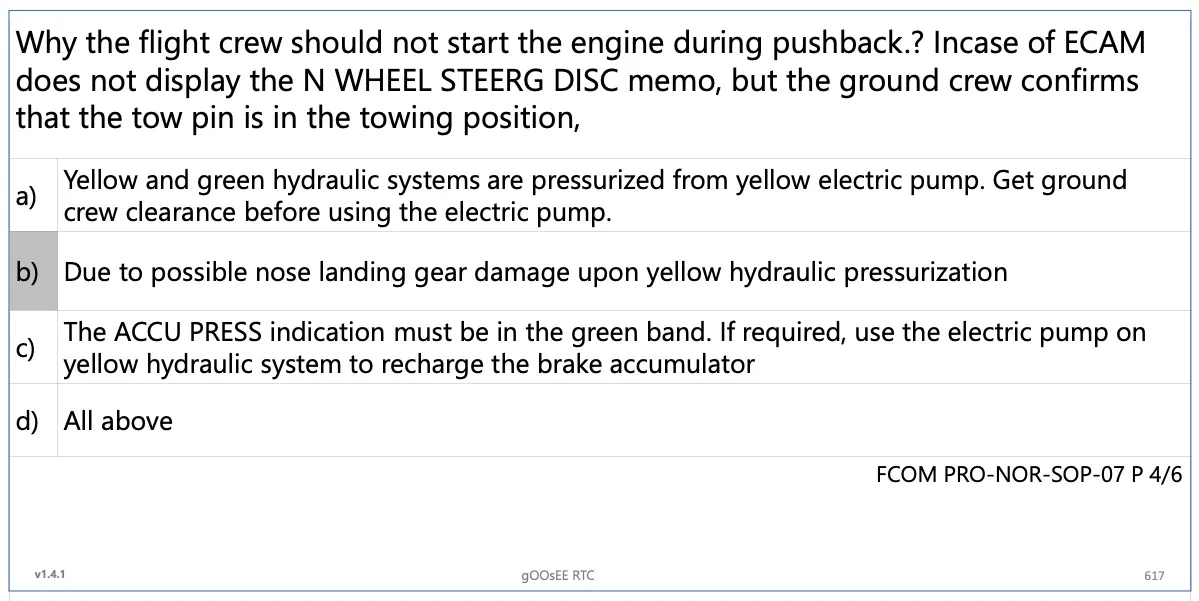 Why the flight crew should not start the engine during pushback.? Incase of ECAM
does not display the N WHEEL STEERG DISC memo, but the ground crew confirms
that the tow pin is in the towing position,
a) Yellow and green hydraulic systems are pressurized from yellow electric pump. Get ground
crew clearance before using the electric pump.
b) Due to possible nose landing gear damage upon yellow hydraulic pressurization
c) The ACCU PRESS indication must be in the green band. If required, use the electric pump on
yellow hydraulic system to recharge the brake accumulator
d) All above
FCOM PRO-NOR-SOP-07 P 4/6
v1.4.1 gOOsEE RTC 617